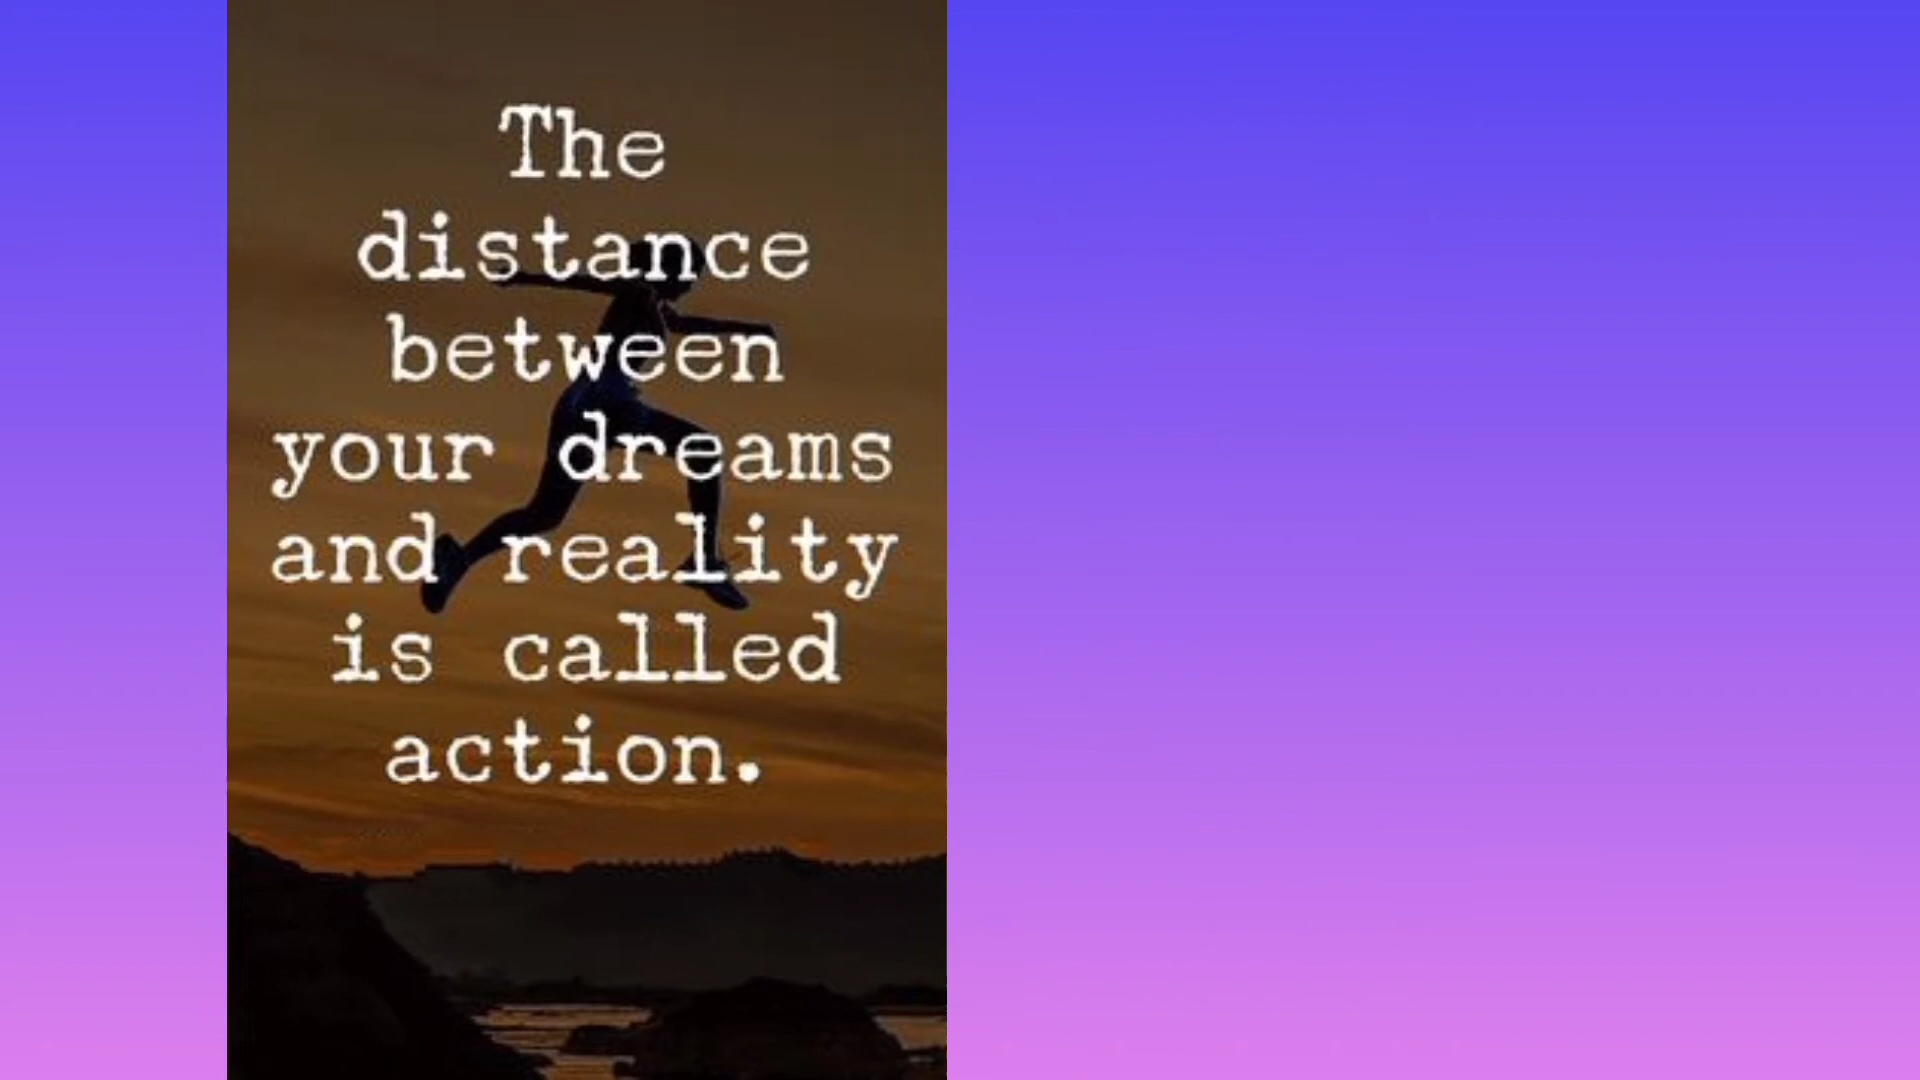 The
distance
between
your dreams
and reality
is called
action.